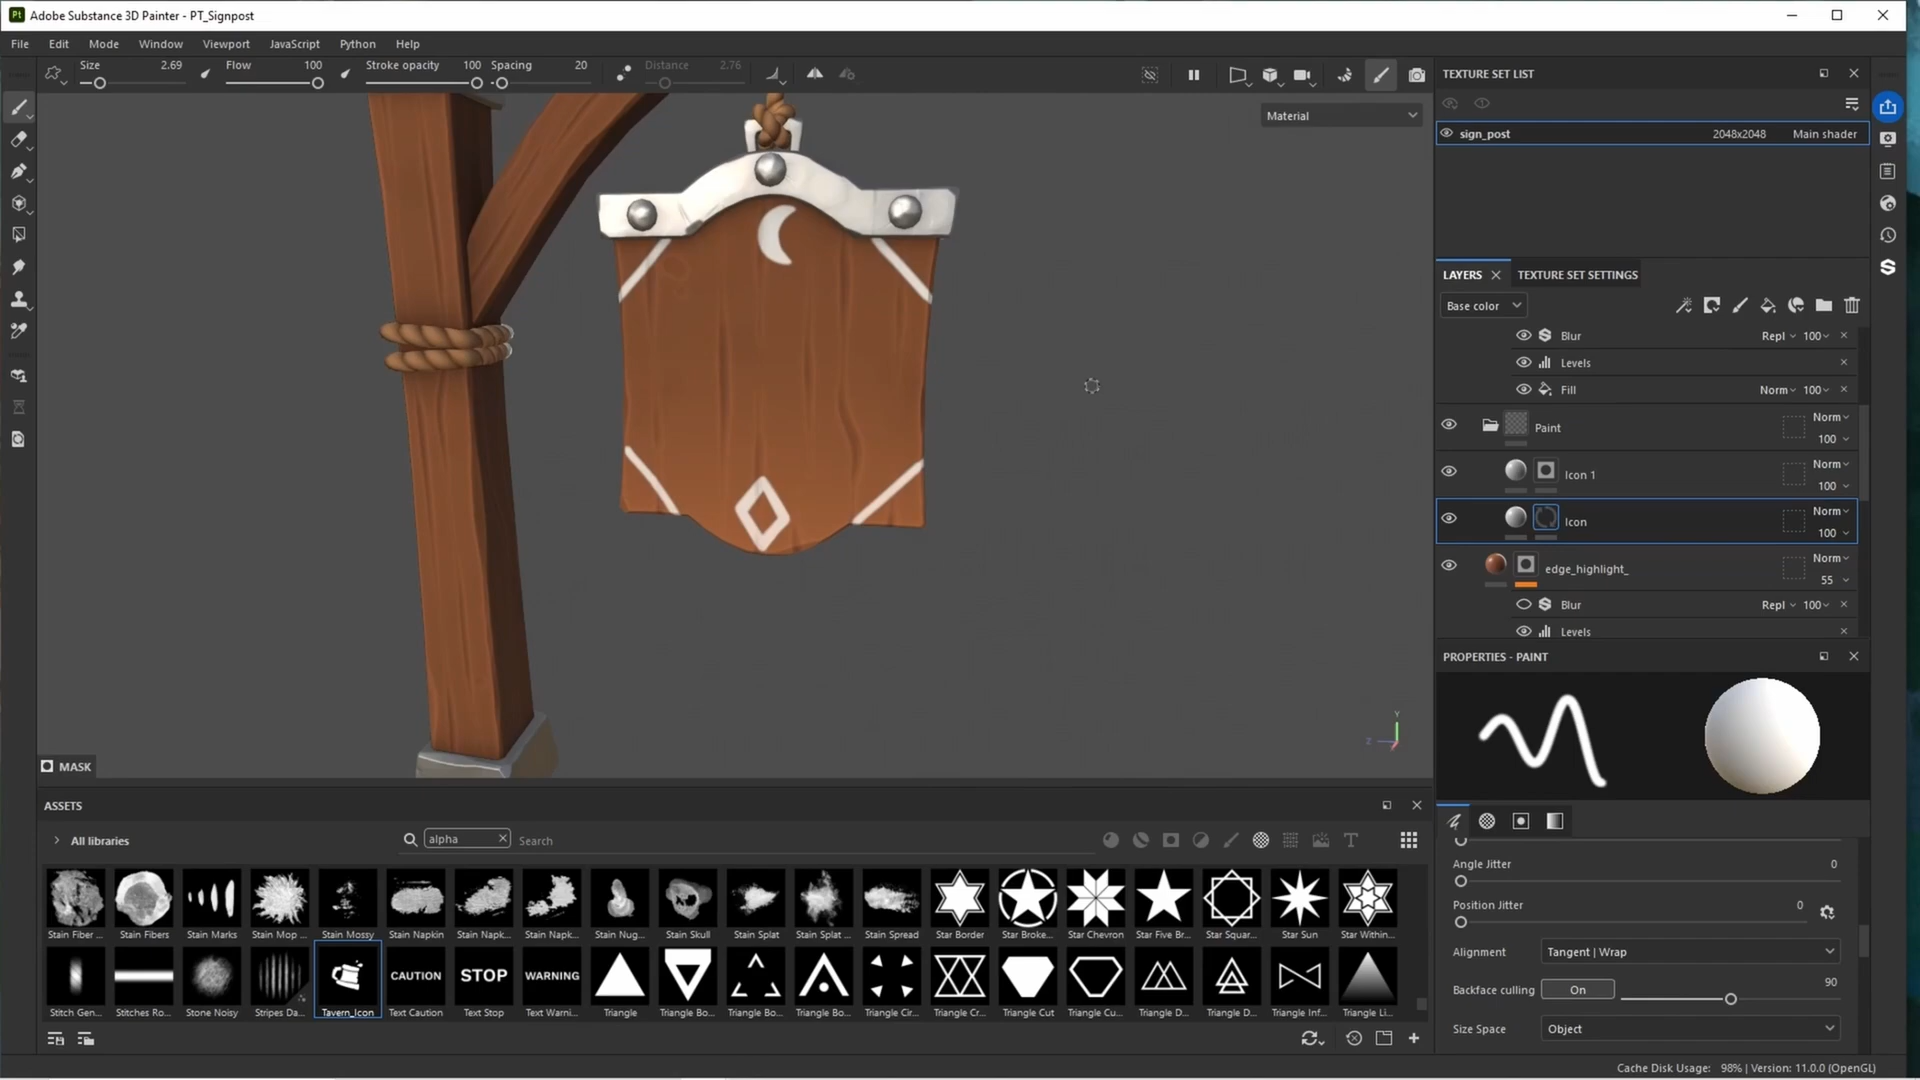 Adobe Substance 3D Painter - PT_Signpost
File Edit Mode Window Viewport JavaScript Python Help
Size 2.69 Flow 100 Stroke opacity 100 Spacing 20 Distance 2.76
Material
MASK
TEXTURE SET LIST
sign_post 2048x2048 Main shader
LAYERS TEXTURE SET SETTINGS
Base color
Blur Repl 100
Levels
Fill Norm 100
Paint Norm 100
Icon 1 Norm 100
Icon Norm 100
edge_highlight_ Norm 55
Blur Repl 100
Levels
PROPERTIES - PAINT
Angle Jitter 0
Position Jitter 0
Alignment Tangent | Wrap
Backface culling On 90
Size Space Object
ASSETS
All libraries alpha Search
Stain Fiber ... Stain Fibers Stain Marks Stain Mop ... Stain Mossy Stain Napkin Stain Napk... Stain Napk... Stain Nug... Stain Skull Stain Splat Stain Splat ... Stain Spread Star Border Star Broke... Star Chevron Star Five Br... Star Squar... Star Sun Star Within...
CAUTION STOP WARNING
Stitch Gen... Stitches Ro... Stone Noisy Stripes Da... Tavern_Icon Text Caution Text Stop Text Warni... Triangle Triangle Bo... Triangle Bo... Triangle Bo... Triangle Cir... Triangle Cr... Triangle Cut Triangle Cu... Triangle D... Triangle D... Triangle Inf... Triangle Li...
Cache Disk Usage: 98% | Version: 11.0.0 (OpenGL)